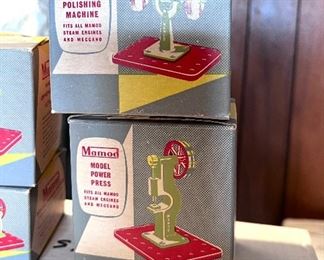 POLISHING
MACHINE
FITS ALL MAMOD
STEAM ENGINES
AND MECCANO
Mamod
MODEL
POWER
PRESS
FITS ALL MAMOD
STEAM ENGINES
AND MECCANO